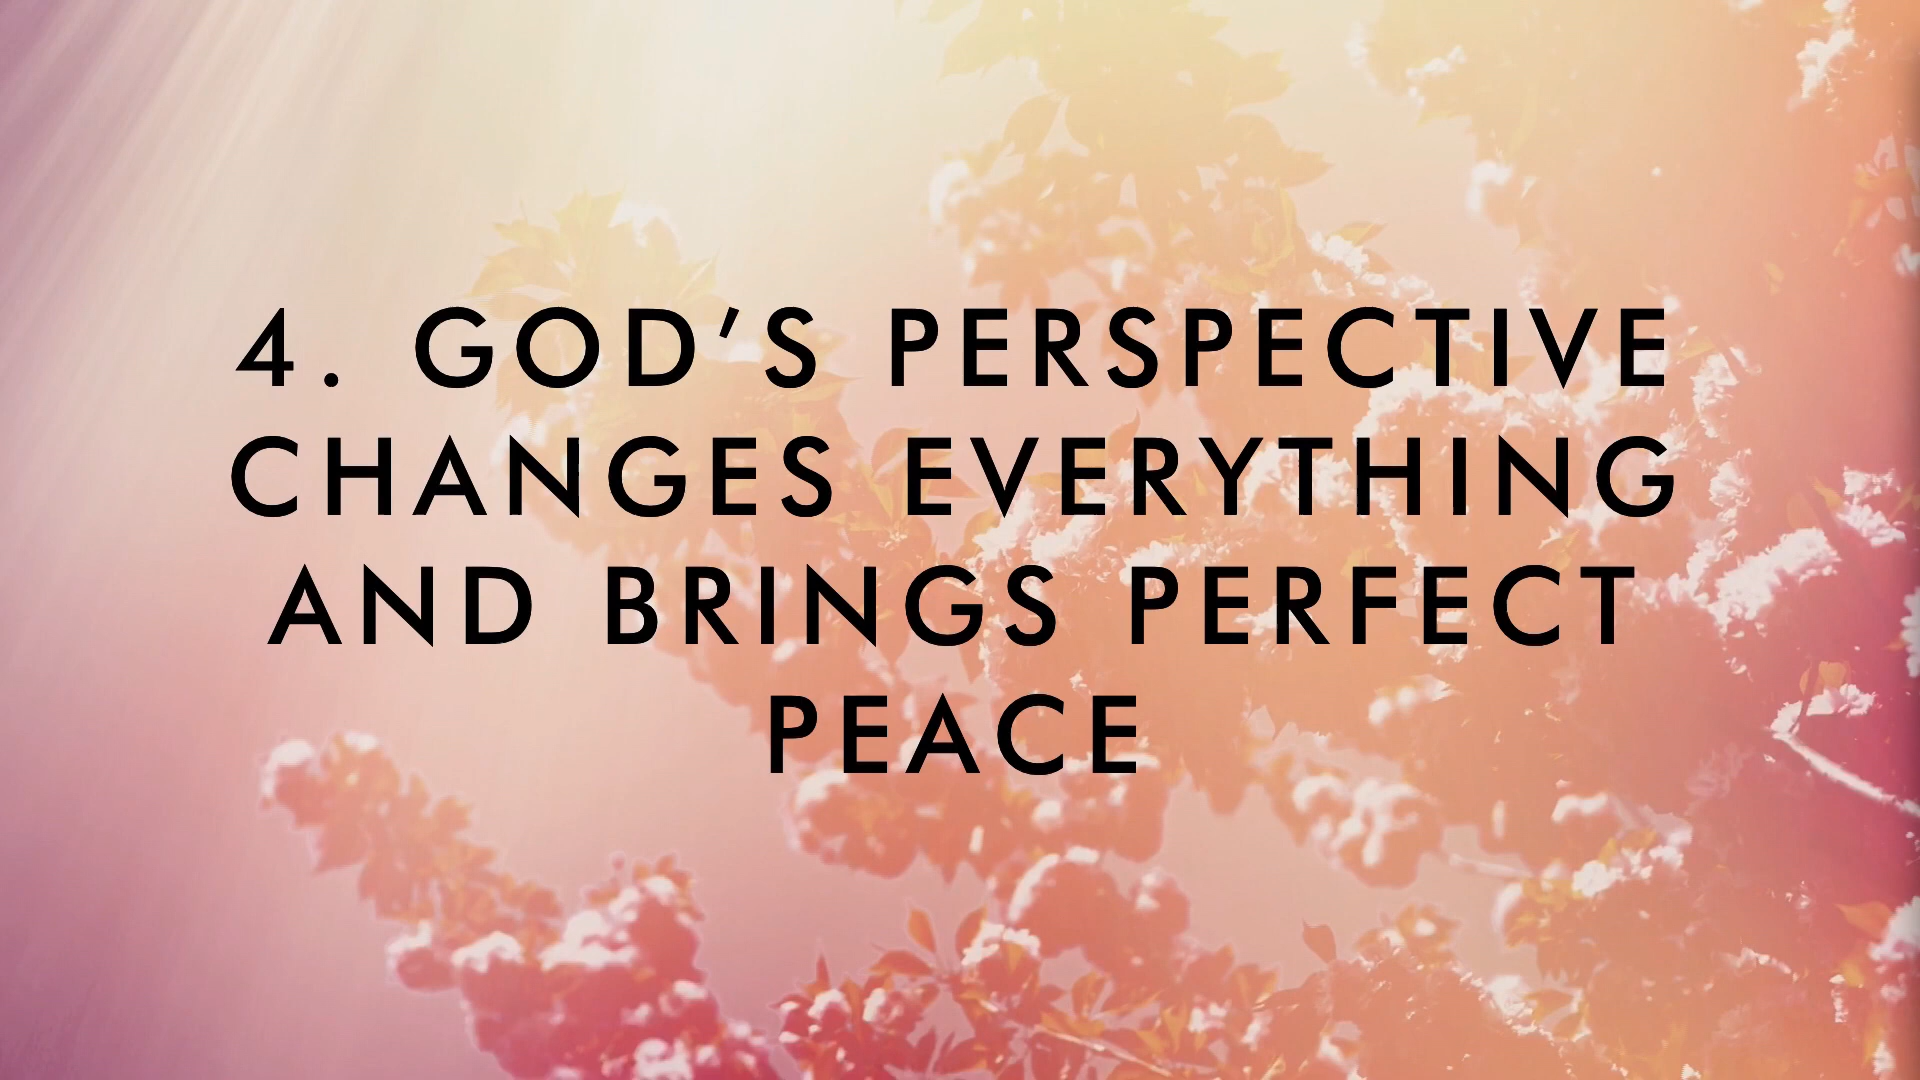 4. GOD’S PERSPECTIVE
CHANGES EVERYTHING
AND BRINGS PERFECT
PEACE